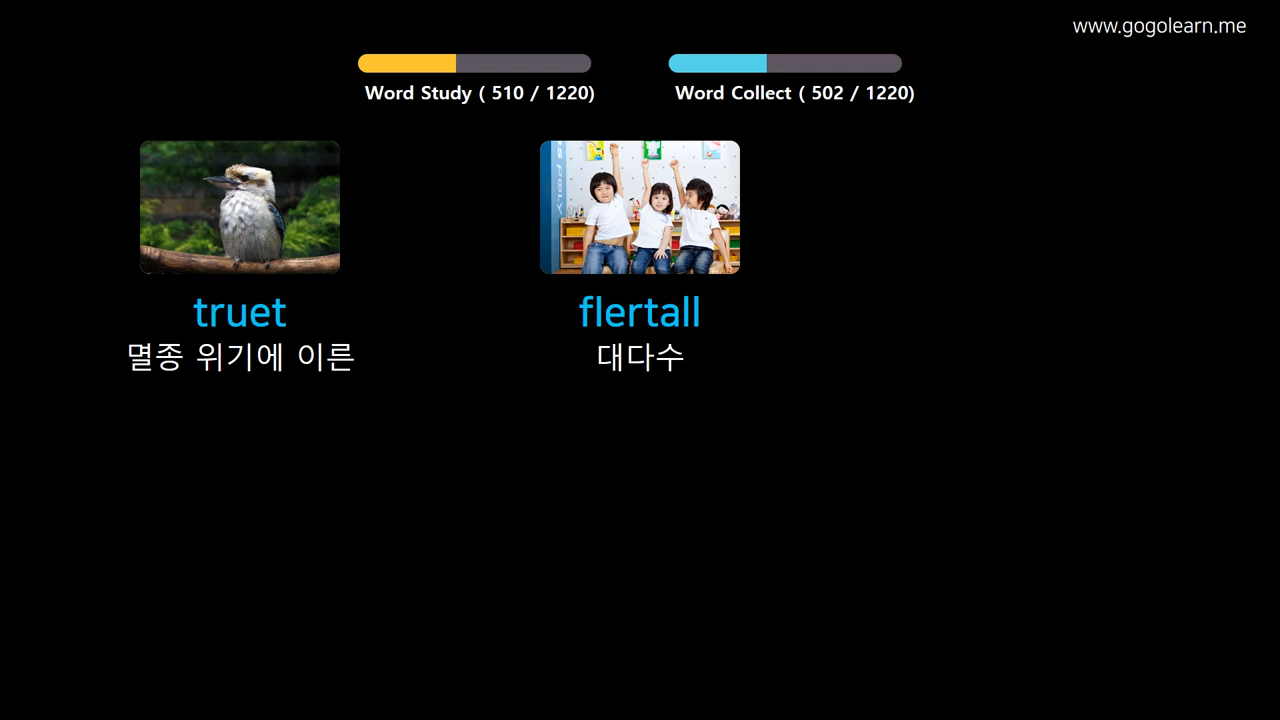 www.gogolearn.me
Word Study ( 510 / 1220)
Word Collect ( 502 / 1220)
truet
멸종 위기에 이른
flertall
대다수